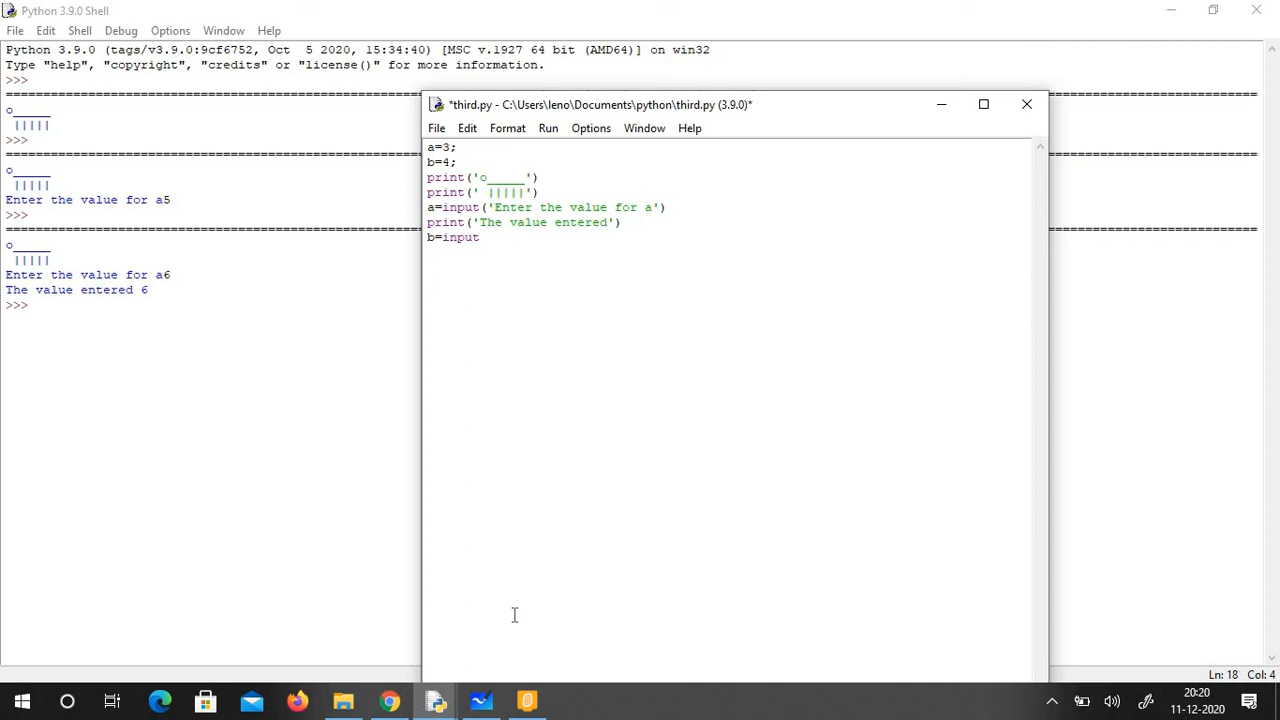 Python 3.9.0 Shell
File Edit Shell Debug Options Window Help
Python 3.9.0 (tags/v3.9.0:9cf6752, Oct  5 2020, 15:34:40) [MSC v.1927 64 bit (AMD64)] on win32
Type "help", "copyright", "credits" or "license()" for more information.
>>>
o_____
 |||||
>>>
o_____
 |||||
Enter the value for a5
>>>
o_____
 |||||
Enter the value for a6
The value entered 6
>>>
*third.py - C:\Users\leno\Documents\python\third.py (3.9.0)*
File Edit Format Run Options Window Help
a=3;
b=4;
print('o_____')
print(' |||||')
a=input('Enter the value for a')
print('The value entered')
b=input
Ln: 18 Col: 4
20:20
11-12-2020